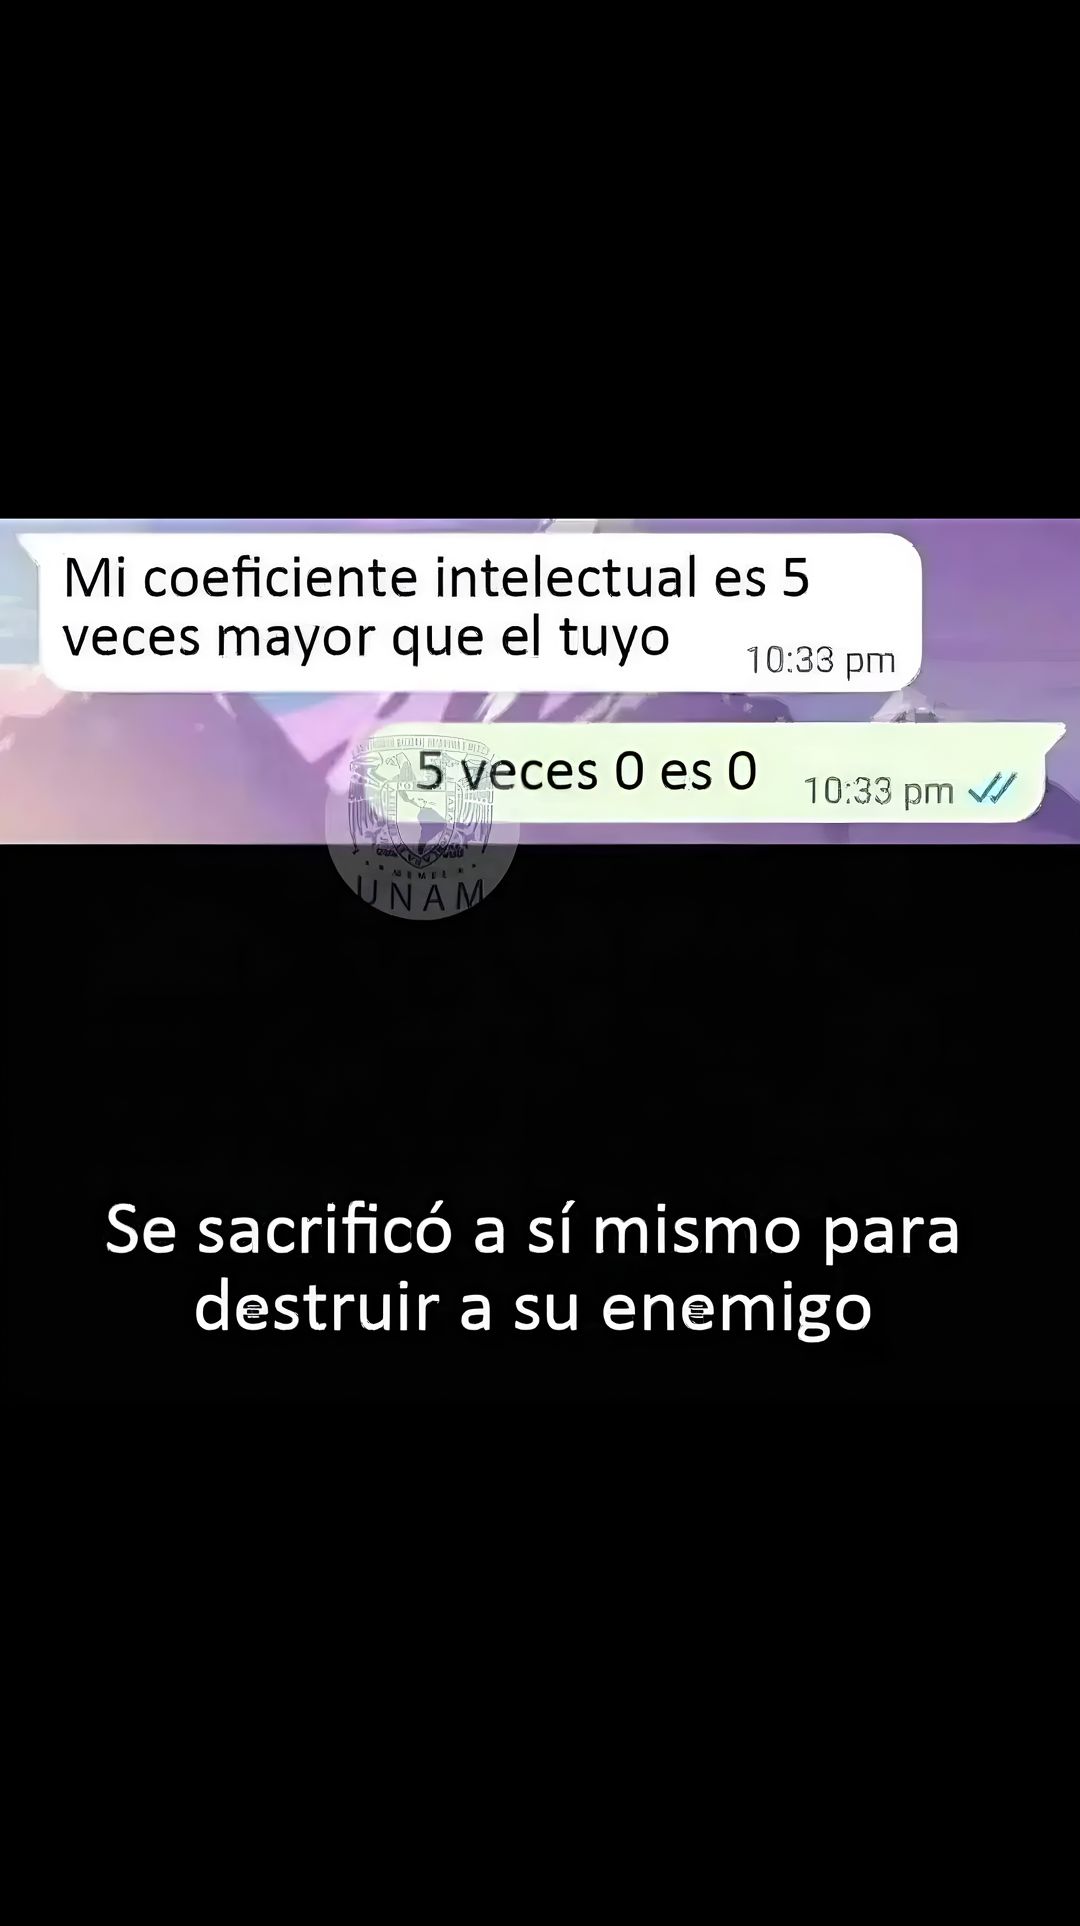 Mi coeficiente intelectual es 5
veces mayor que el tuyo
10:33 pm
5 veces 0 es 0
10:33 pm
UNAM
Se sacrificó a sí mismo para
destruir a su enemigo